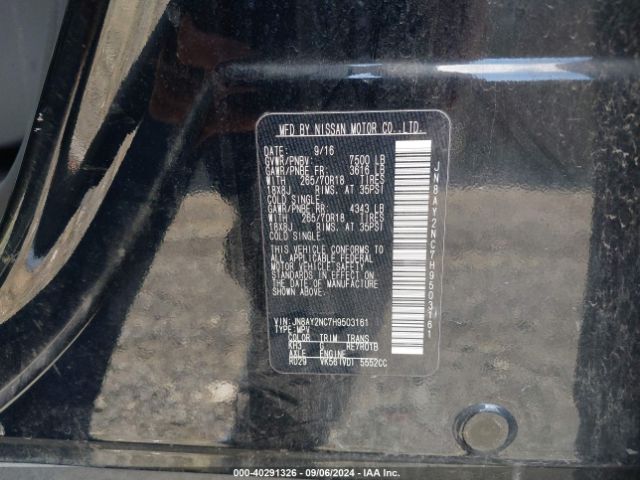 MFD BY NISSAN MOTOR CO.,LTD.
DATE: 9/16
GVWR/PNBV: 7500 LB
GAWR/PNBE FR: 3616 LB
WITH 265/70R18 TIRES
18X8J RIMS. AT 35PSI
COLD SINGLE.
GAWR/PNBE RR: 4343 LB
WITH 265/70R18 TIRES
18X8J RIMS. AT 35PSI
COLD SINGLE.
THIS VEHICLE CONFORMS TO
ALL APPLICABLE FEDERAL
MOTOR VEHICLE SAFETY
STANDARDS IN EFFECT ON
THE DATE OF MANUFACTURE
SHOWN ABOVE.
VIN: JN8AY2NC7H9503161
TYPE: MPV
COLOR TRIM TRANS
KH3 G RE7R01B
AXLE ENGINE
RD29 VK56(VD) 5552CC
JN8AY2NC7H9503161
000-40291326 - 09/06/2024 - IAA Inc.